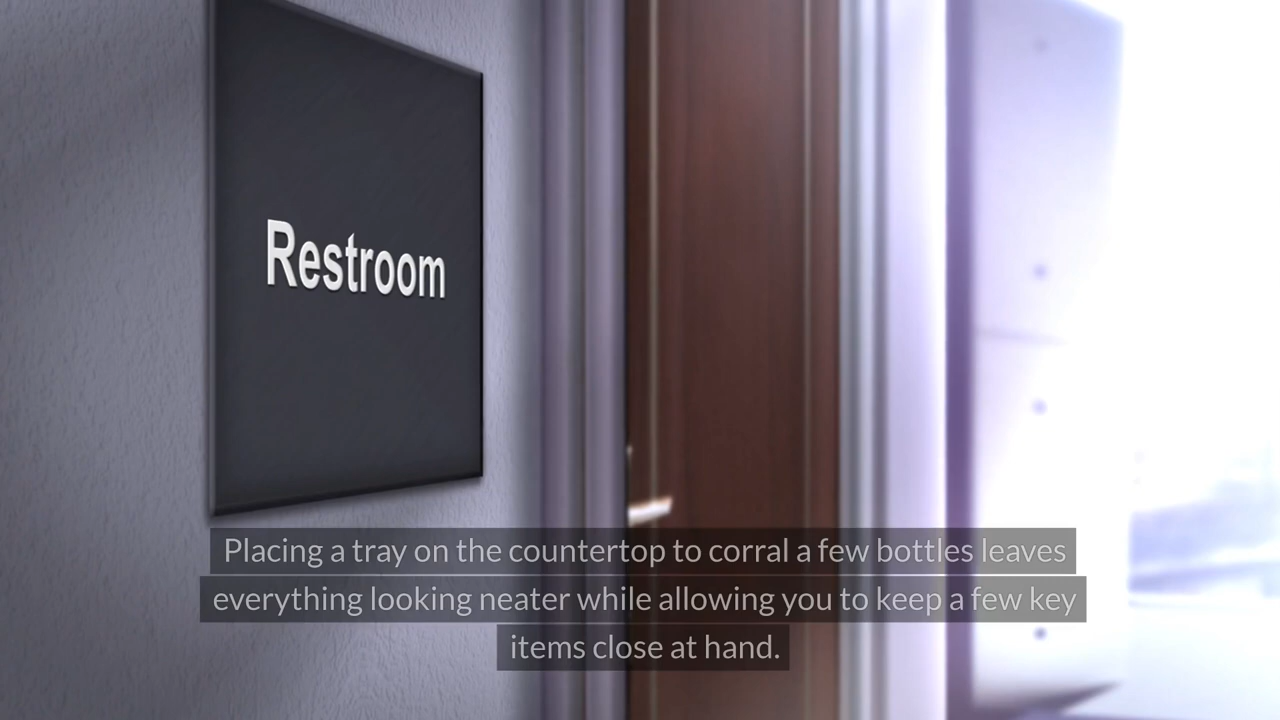 Restroom
Placing a tray on the countertop to corral a few bottles leaves
everything looking neater while allowing you to keep a few key
items close at hand.